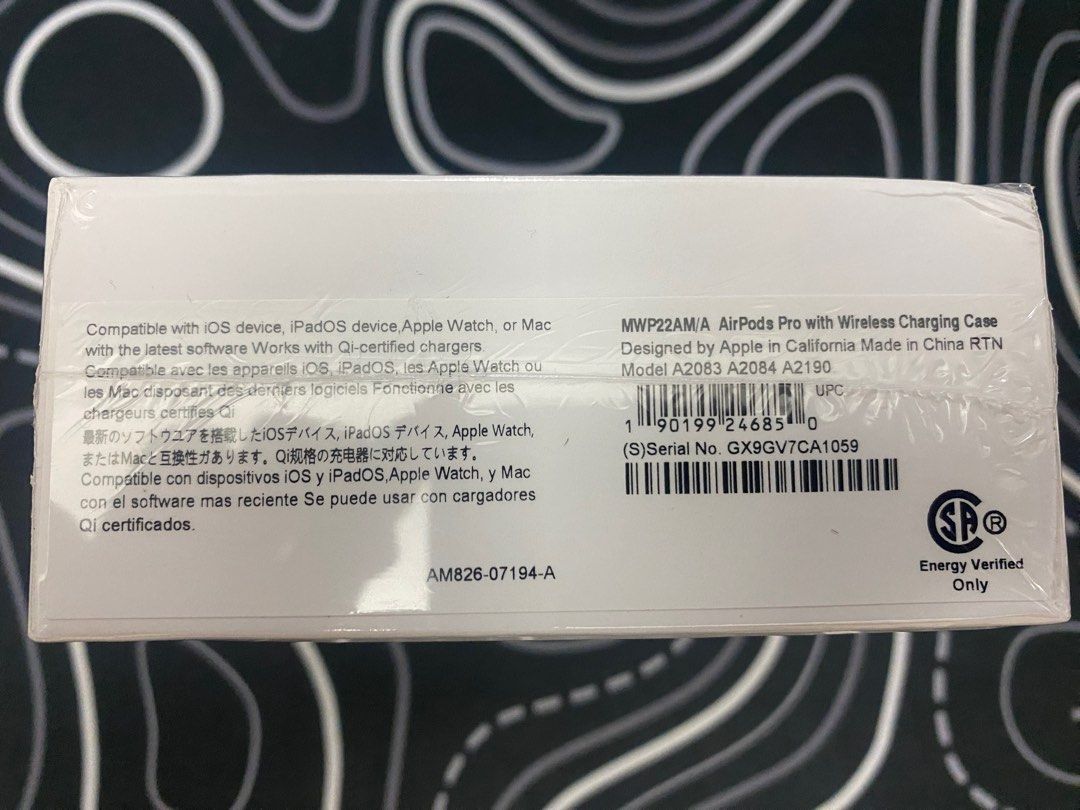 Compatible with iOS device, iPadOS device,Apple Watch, or Mac
with the latest software Works with Qi-certified chargers
Compatible avec les appareils iOS, iPadOS, les Apple Watch ou
les Mac disposant des derniers logiciels Fonctionne avec les
chargeurs certifies Qi
最新のソフトウユアを搭載したiOSデバイス, iPadOS デバイス, Apple Watch,
またはMacと互換性があります。Qi規格の充电器に対応しています。
Compatible con dispositivos iOS y iPadOS,Apple Watch, y Mac
con el software mas reciente Se puede usar con cargadores
Qi certificados.
AM826-07194-A
MWP22AM/A AirPods Pro with Wireless Charging Case
Designed by Apple in California Made in China RTN
Model A2083 A2084 A2190
UPC
1 90199 24685 0
(S)Serial No. GX9GV7CA1059
SA ®
Energy Verified
Only